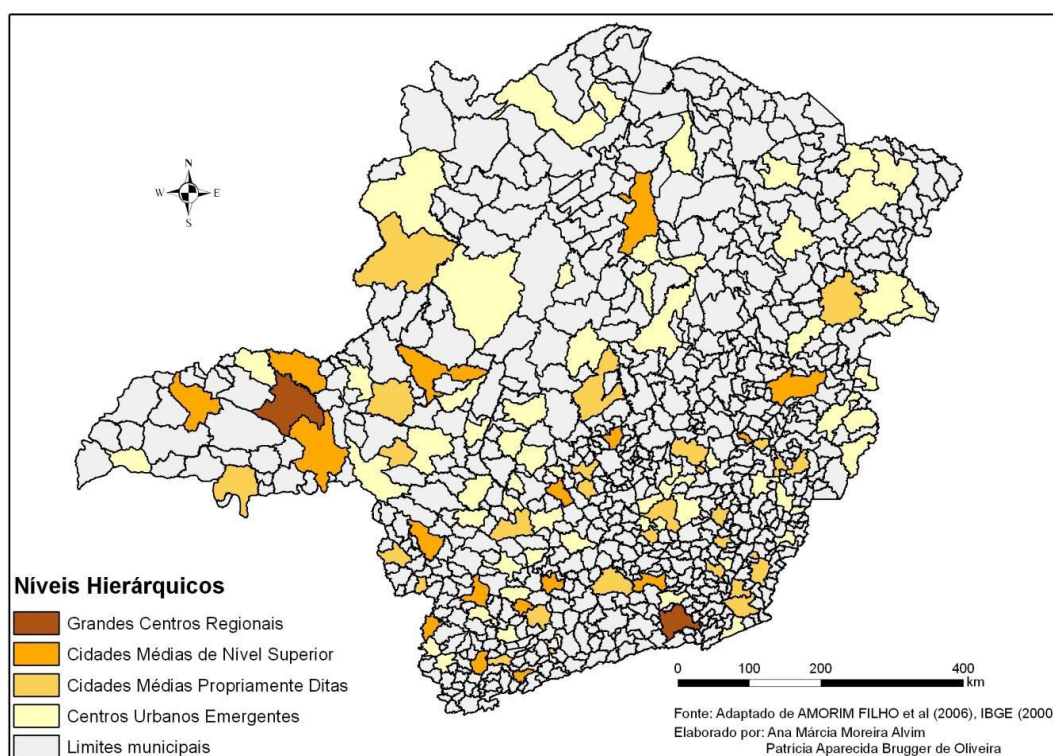 N
W E
S
Níveis Hierárquicos
Grandes Centros Regionais
Cidades Médias de Nível Superior
Cidades Médias Propriamente Ditas
Centros Urbanos Emergentes
Limites municipais
0 100 200 400
km
Fonte: Adaptado de AMORIM FILHO et al (2006), IBGE (2000
Elaborado por: Ana Márcia Moreira Alvim
Patricia Aparecida Brugger de Oliveira